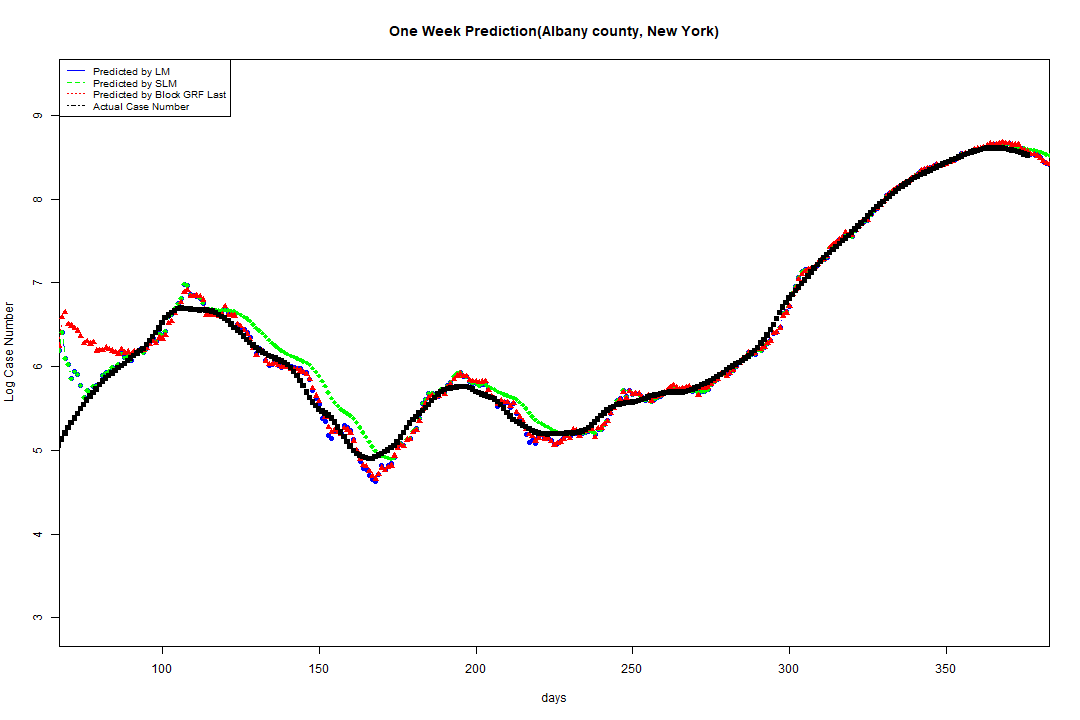 One Week Prediction(Albany county, New York)
Predicted by LM
Predicted by SLM
Predicted by Block GRF Last
Actual Case Number
Log Case Number
9
8
7
6
5
4
3
100 150 200 250 300 350
days